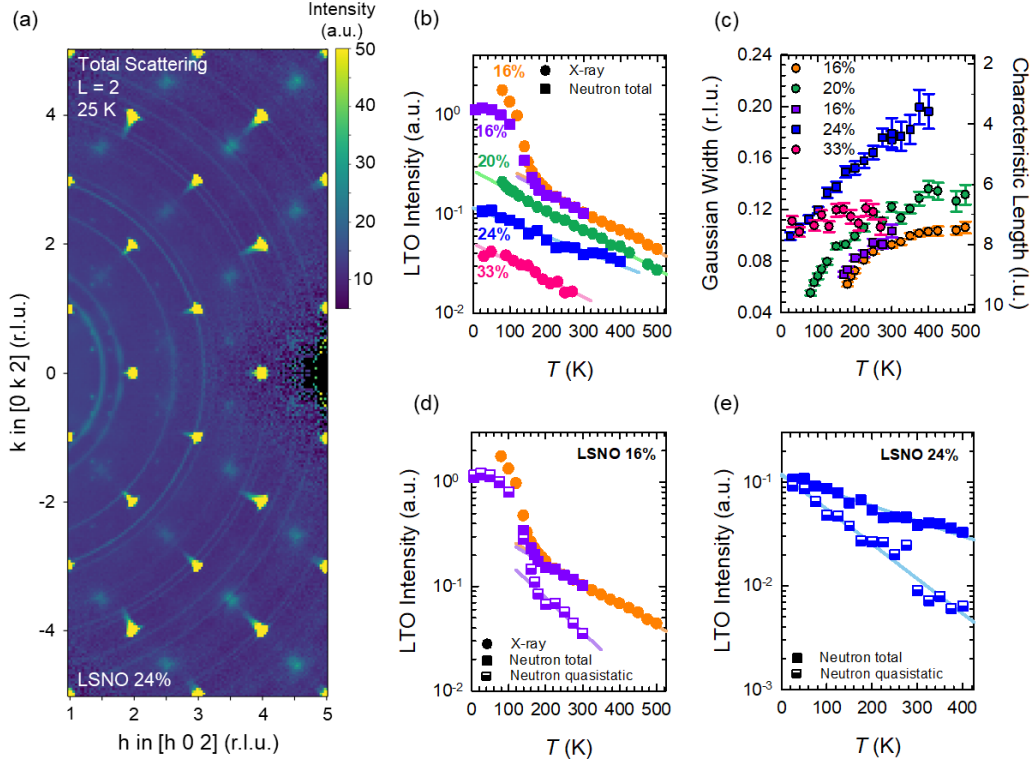 (a)
Intensity
(a.u.)
Total Scattering
L = 2
25 K
LSNO 24%
50
40
30
20
10
4
2
0
-2
-4
k in [0 k 2] (r.l.u.)
1 2 3 4 5
h in [h 0 2] (r.l.u.)
(b)
16%
X-ray
Neutron total
16%
20%
24%
33%
10^0
10^-1
10^-2
LTO Intensity (a.u.)
0 100 200 300 400 500
T (K)
(c)
16%
20%
16%
24%
33%
0.24
0.20
0.16
0.12
0.08
0.04
Gaussian Width (r.l.u.)
2
4
6
8
10
Characteristic Length (l.u.)
0 100 200 300 400 500
T (K)
(d)
LSNO 16%
10^0
10^-1
10^-2
LTO Intensity (a.u.)
X-ray
Neutron total
Neutron quasistatic
0 100 200 300 400 500
T (K)
(e)
LSNO 24%
10^-1
10^-2
10^-3
LTO Intensity (a.u.)
Neutron total
Neutron quasistatic
0 100 200 300 400
T (K)